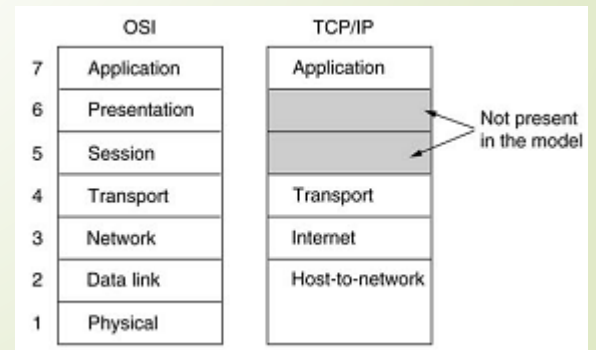 OSI TCP/IP
7 Application Application
6 Presentation
Not present
in the model
5 Session
4 Transport Transport
3 Network Internet
2 Data link Host-to-network
1 Physical